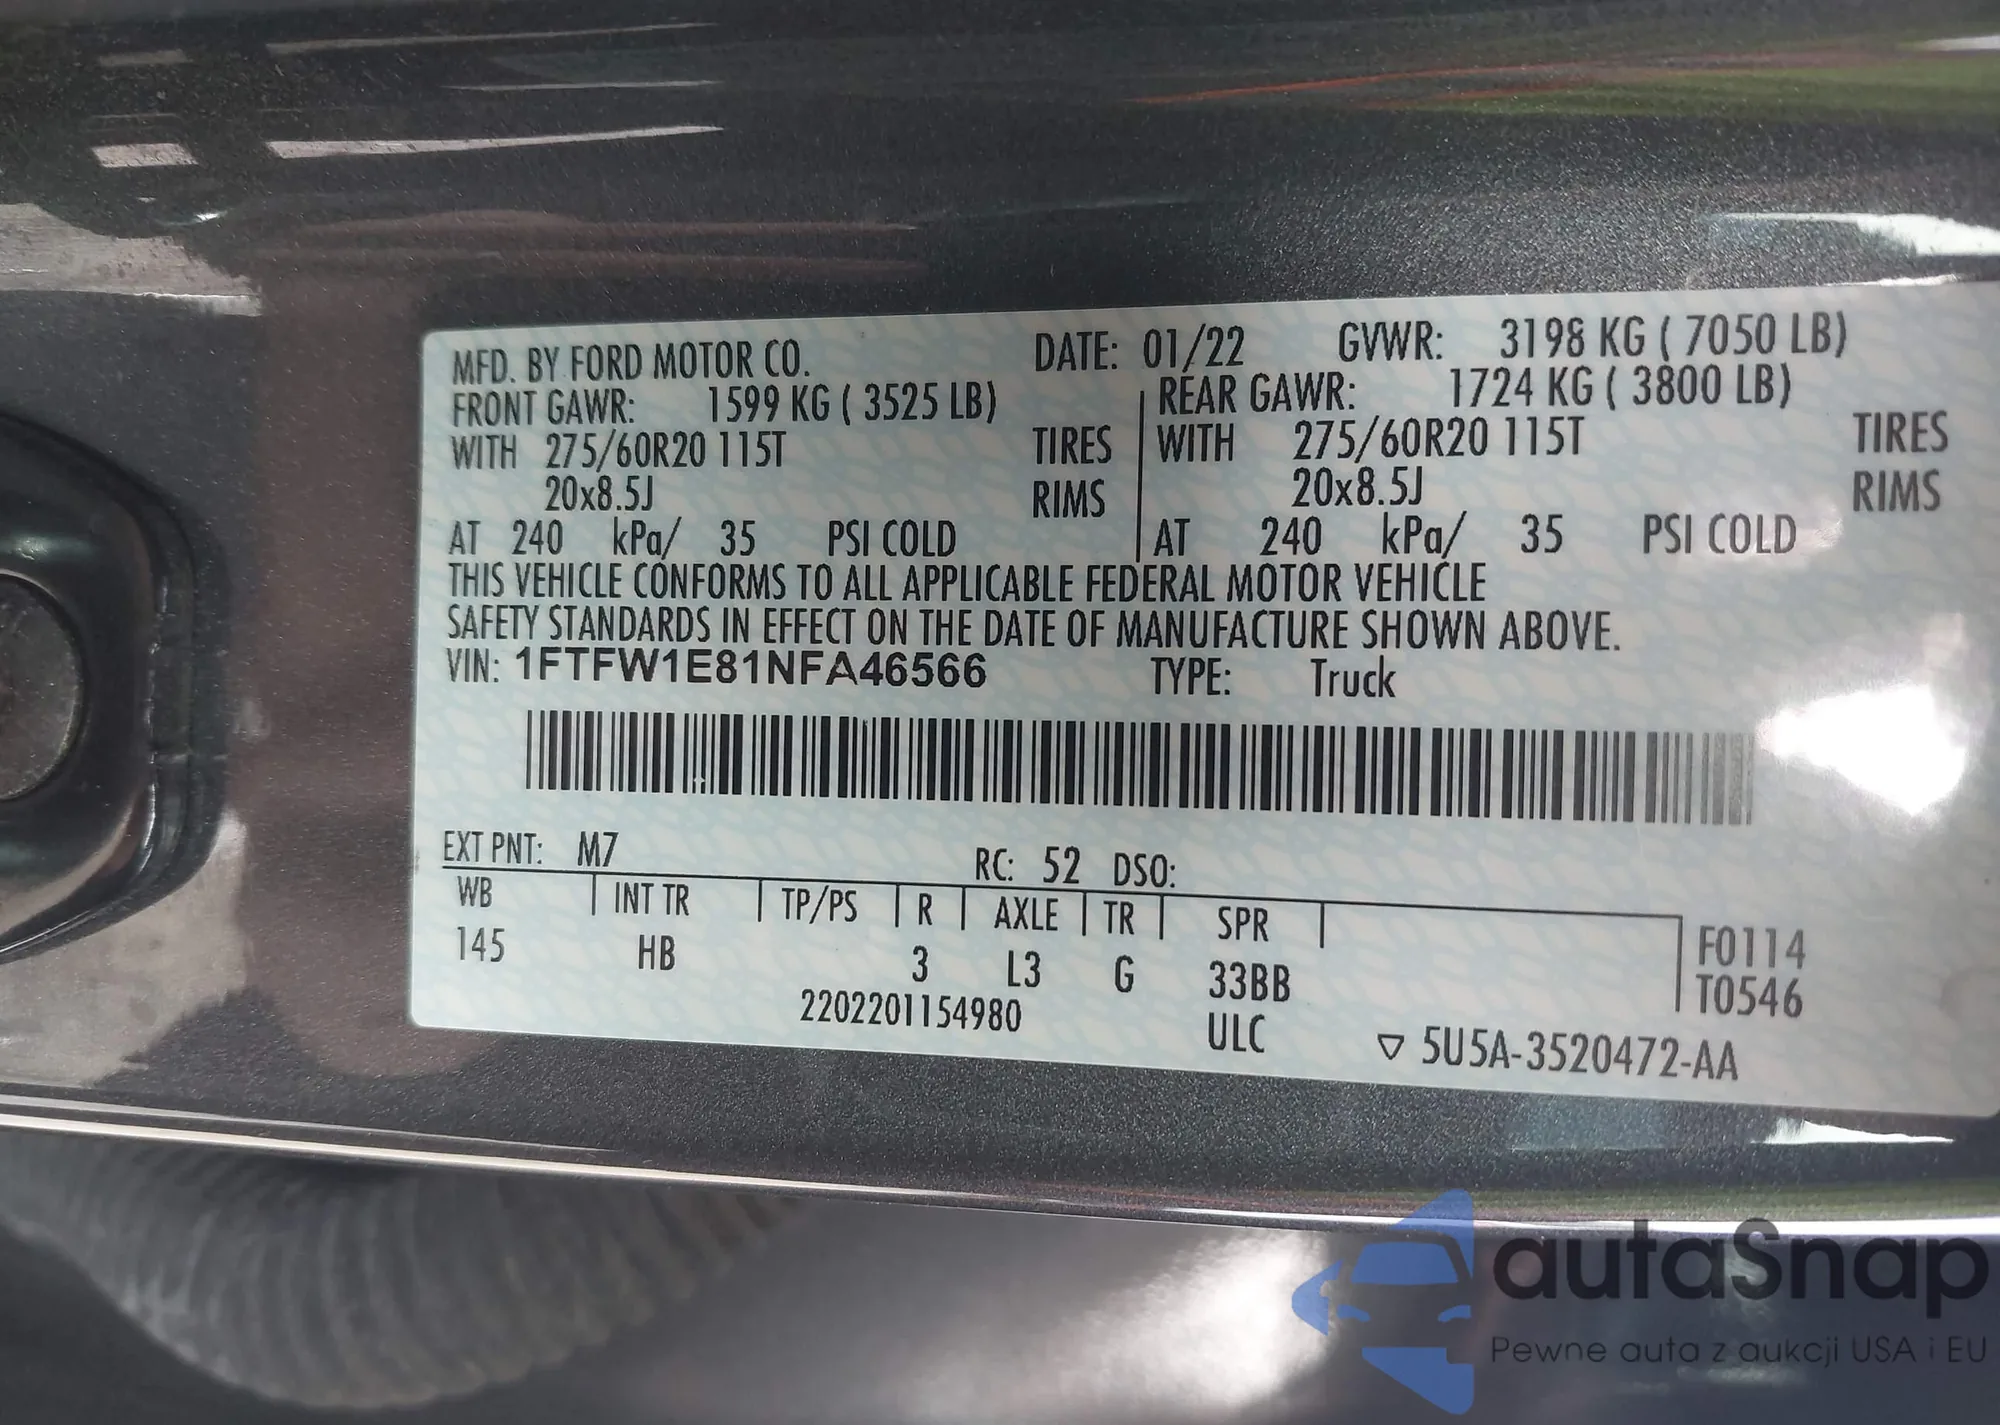 MFD. BY FORD MOTOR CO. DATE: 01/22 GVWR: 3198 KG ( 7050 LB)
FRONT GAWR: 1599 KG ( 3525 LB) REAR GAWR: 1724 KG ( 3800 LB)
WITH 275/60R20 115T TIRES WITH 275/60R20 115T TIRES
20x8.5J RIMS 20x8.5J RIMS
AT 240 kPa/ 35 PSI COLD AT 240 kPa/ 35 PSI COLD
THIS VEHICLE CONFORMS TO ALL APPLICABLE FEDERAL MOTOR VEHICLE
SAFETY STANDARDS IN EFFECT ON THE DATE OF MANUFACTURE SHOWN ABOVE.
VIN: 1FTFW1E81NFA46566 TYPE: Truck
EXT PNT: M7 RC: 52 DSO:
WB INT TR TP/PS R AXLE TR SPR F0114
145 HB 3 L3 G 33BB T0546
2202201154980 ULC ▽ 5U5A-3520472-AA
autaSnap
Pewne auta z aukcji USA i EU